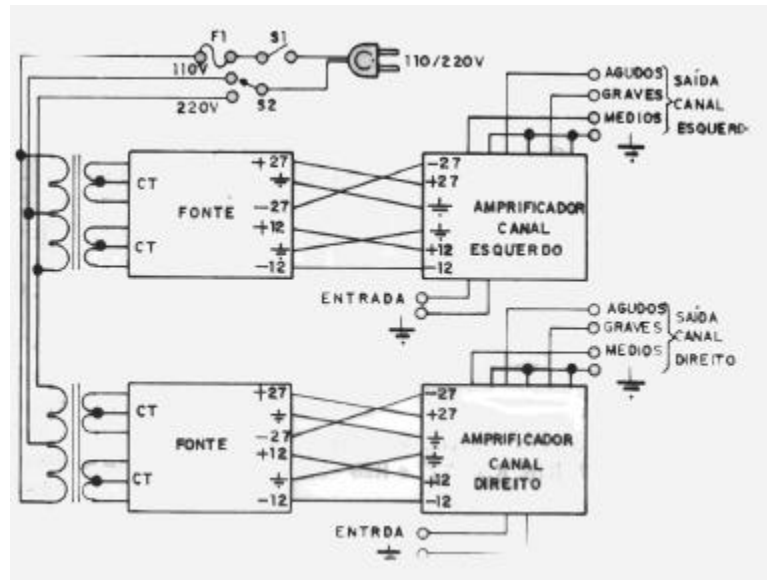 F1 S1
110V
110/220V
220V S2
AGUDOS
GRAVES
MEDIOS
SAÍDA
CANAL
ESQUERD
CT
CT
FONTE
+27
-27
+12
-12
-27
+27
+12
-12
AMPRIFICADOR
CANAL
ESQUERDO
ENTRADA
AGUDOS
GRAVES
MEDIOS
SAÍDA
CANAL
DIREITO
CT
CT
FONTE
+27
-27
+12
-12
-27
+27
+12
-12
AMPRIFICADOR
CANAL
DIREITO
ENTRDA